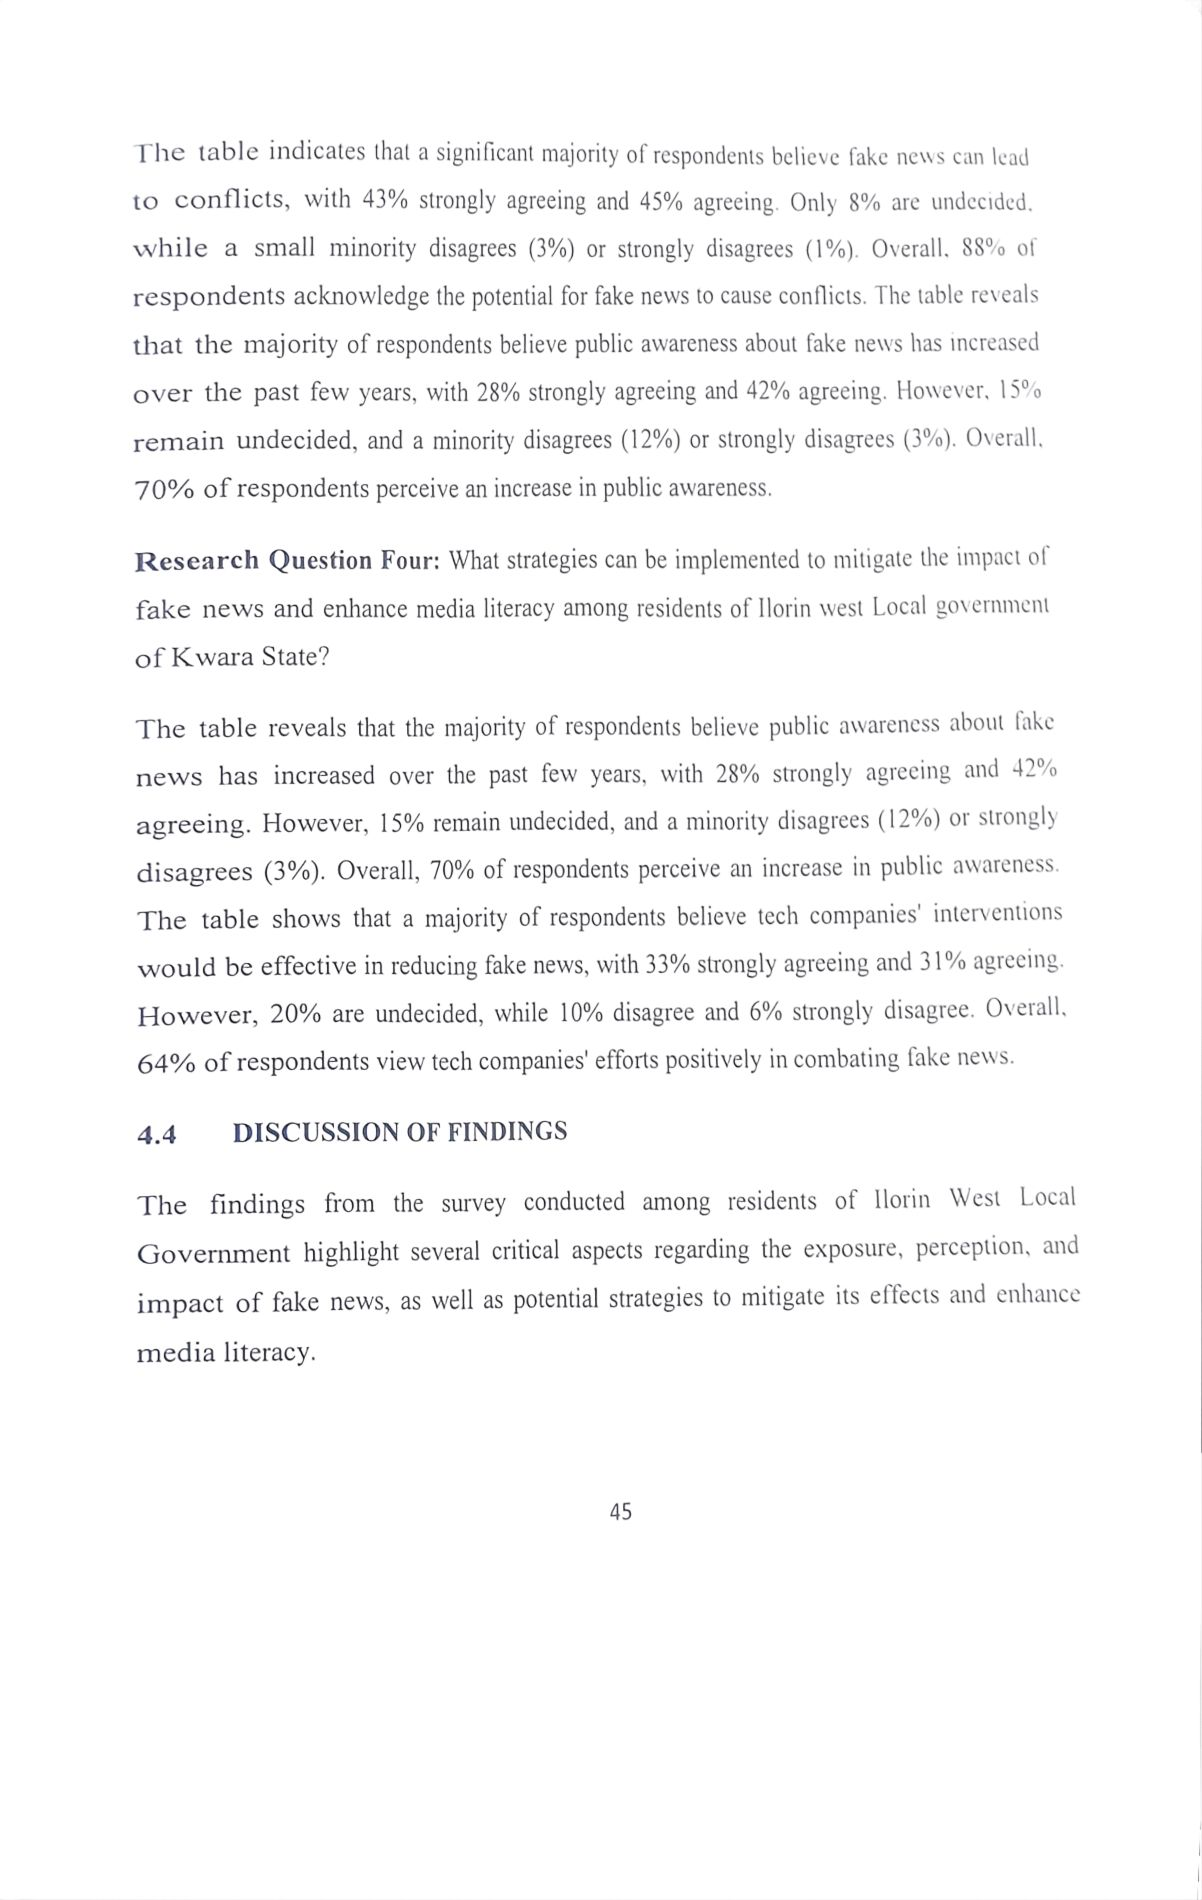 The table indicates that a significant majority of respondents believe fake news can lead
to conflicts, with 43% strongly agreeing and 45% agreeing. Only 8% are undecided,
while a small minority disagrees (3%) or strongly disagrees (1%). Overall, 88% of
respondents acknowledge the potential for fake news to cause conflicts. The table reveals
that the majority of respondents believe public awareness about fake news has increased
over the past few years, with 28% strongly agreeing and 42% agreeing. However, 15%
remain undecided, and a minority disagrees (12%) or strongly disagrees (3%). Overall,
70% of respondents perceive an increase in public awareness.
Research Question Four: What strategies can be implemented to mitigate the impact of
fake news and enhance media literacy among residents of Ilorin west Local government
of Kwara State?
The table reveals that the majority of respondents believe public awareness about fake
news has increased over the past few years, with 28% strongly agreeing and 42%
agreeing. However, 15% remain undecided, and a minority disagrees (12%) or strongly
disagrees (3%). Overall, 70% of respondents perceive an increase in public awareness.
The table shows that a majority of respondents believe tech companies' interventions
would be effective in reducing fake news, with 33% strongly agreeing and 31% agreeing.
However, 20% are undecided, while 10% disagree and 6% strongly disagree. Overall,
64% of respondents view tech companies' efforts positively in combating fake news.
4.4 DISCUSSION OF FINDINGS
The findings from the survey conducted among residents of Ilorin West Local
Government highlight several critical aspects regarding the exposure, perception, and
impact of fake news, as well as potential strategies to mitigate its effects and enhance
media literacy.
45